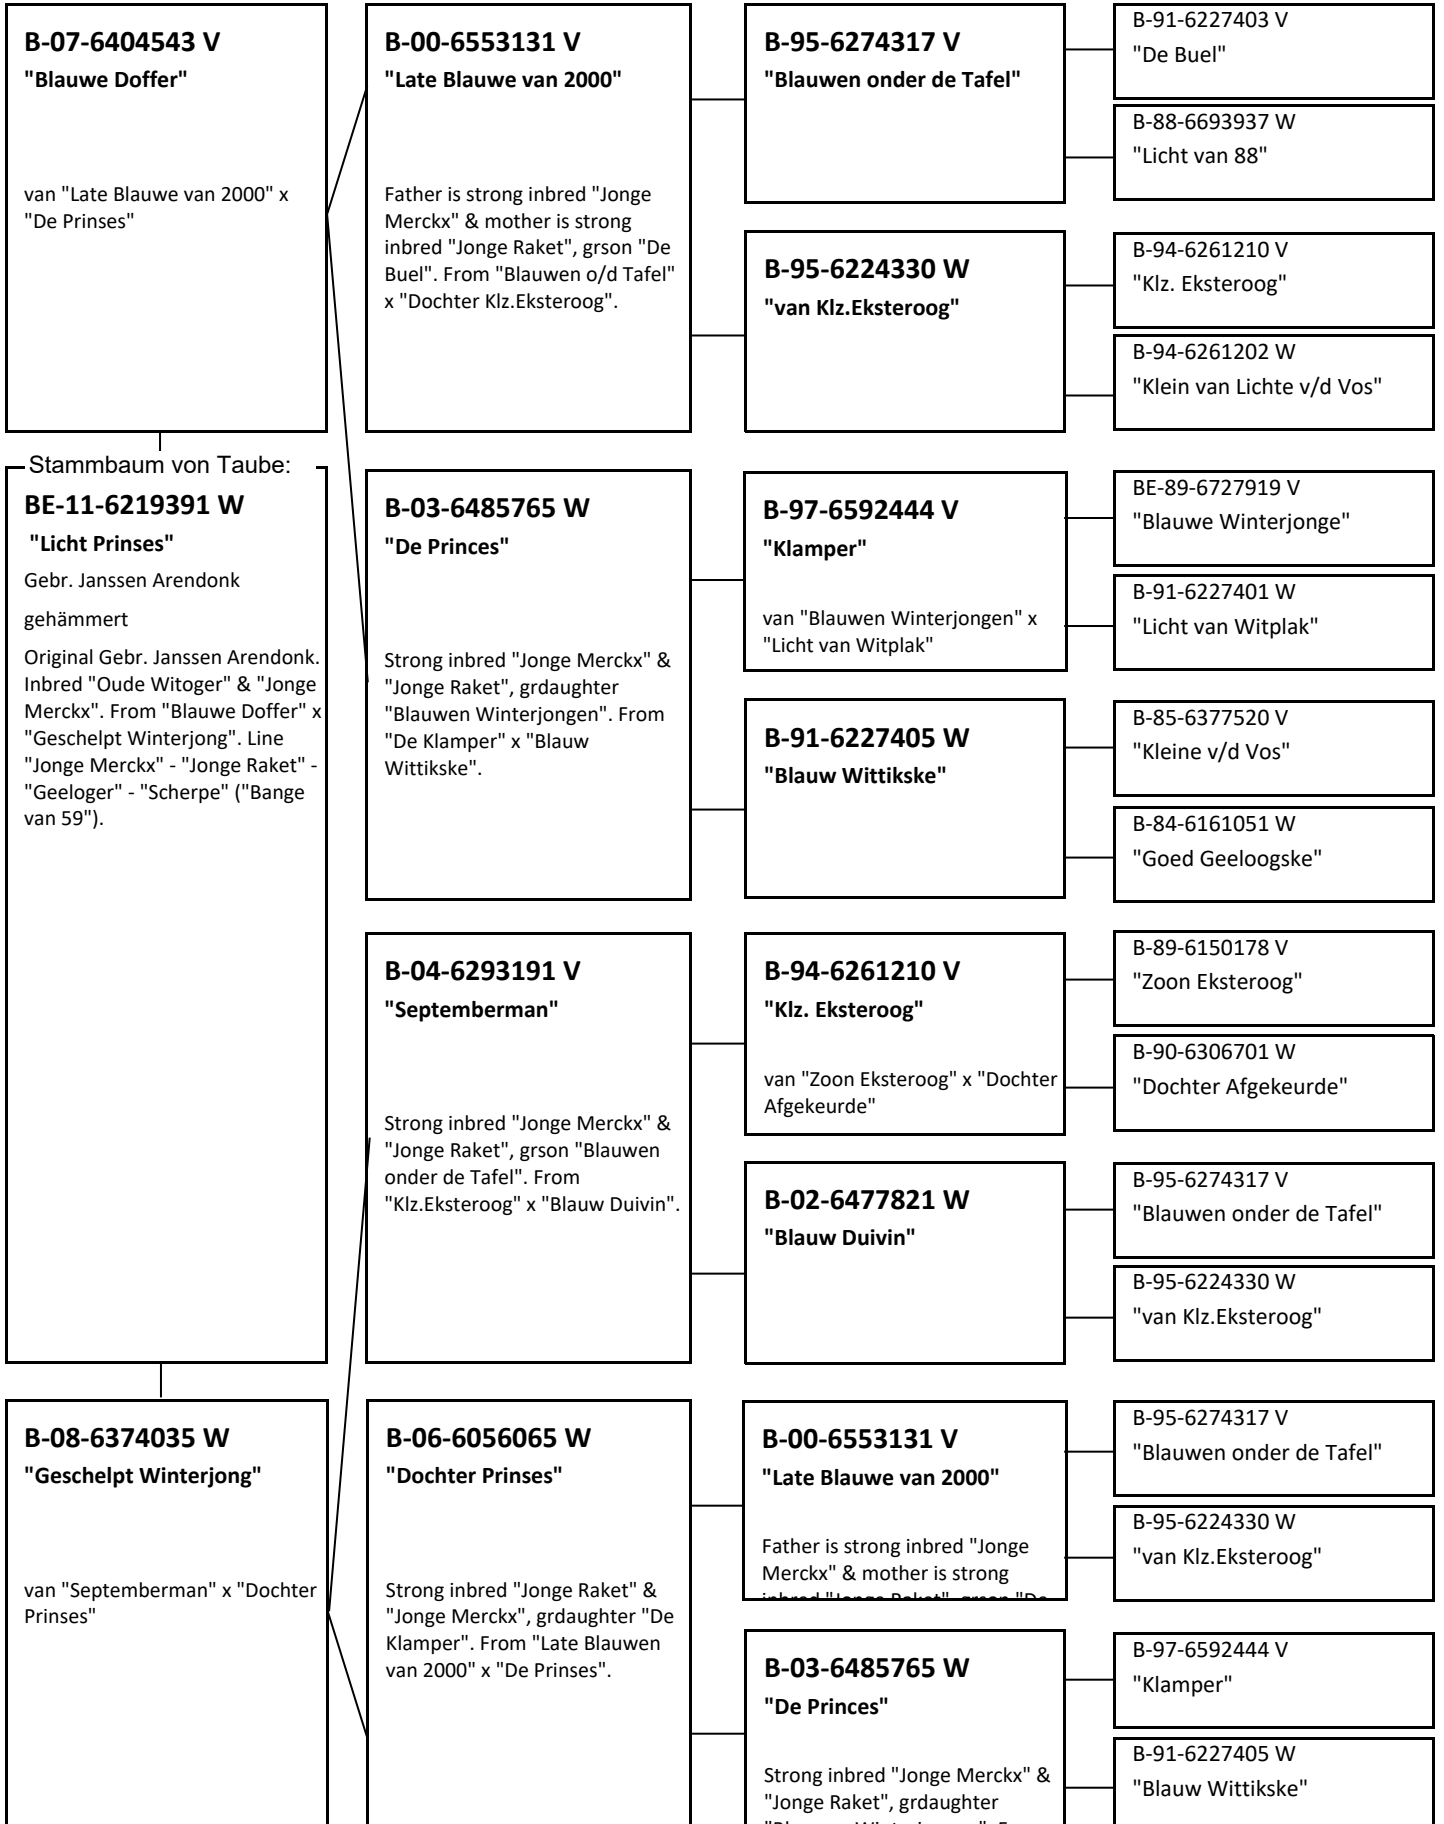 B-07-6404543 V
"Blauwe Doffer"
van "Late Blauwe van 2000" x
"De Prinses"
Stammbaum von Taube:
BE-11-6219391 W
"Licht Prinses"
Gebr. Janssen Arendonk
gehämmert
Original Gebr. Janssen Arendonk.
Inbred "Oude Witoger" & "Jonge
Merckx". From "Blauwe Doffer" x
"Geschelpt Winterjong". Line
"Jonge Merckx" - "Jonge Raket" -
"Geeloger" - "Scherpe" ("Bange
van 59").
B-08-6374035 W
"Geschelpt Winterjong"
van "Septemberman" x "Dochter
Prinses"
B-00-6553131 V
"Late Blauwe van 2000"
Father is strong inbred "Jonge
Merckx" & mother is strong
inbred "Jonge Raket", grson "De
Buel". From "Blauwen o/d Tafel"
x "Dochter Klz.Eksteroog".
B-03-6485765 W
"De Princes"
Strong inbred "Jonge Merckx" &
"Jonge Raket", grdaughter
"Blauwen Winterjongen". From
"De Klamper" x "Blauw
Wittikske".
B-04-6293191 V
"Septemberman"
Strong inbred "Jonge Merckx" &
"Jonge Raket", grson "Blauwen
onder de Tafel". From
"Klz.Eksteroog" x "Blauw Duivin".
B-06-6056065 W
"Dochter Prinses"
Strong inbred "Jonge Raket" &
"Jonge Merckx", grdaughter "De
Klamper". From "Late Blauwen
van 2000" x "De Prinses".
B-95-6274317 V
"Blauwen onder de Tafel"
B-95-6224330 W
"van Klz.Eksteroog"
B-97-6592444 V
"Klamper"
van "Blauwen Winterjongen" x
"Licht van Witplak"
B-91-6227405 W
"Blauw Wittikske"
B-94-6261210 V
"Klz. Eksteroog"
van "Zoon Eksteroog" x "Dochter
Afgekeurde"
B-02-6477821 W
"Blauw Duivin"
B-00-6553131 V
"Late Blauwe van 2000"
Father is strong inbred "Jonge
Merckx" & mother is strong
inbred "Jonge Raket", grson "De
B-03-6485765 W
"De Princes"
Strong inbred "Jonge Merckx" &
"Jonge Raket", grdaughter
B-91-6227403 V
"De Buel"
B-88-6693937 W
"Licht van 88"
B-94-6261210 V
"Klz. Eksteroog"
B-94-6261202 W
"Klein van Lichte v/d Vos"
BE-89-6727919 V
"Blauwe Winterjonge"
B-91-6227401 W
"Licht van Witplak"
B-85-6377520 V
"Kleine v/d Vos"
B-84-6161051 W
"Goed Geeloogske"
B-89-6150178 V
"Zoon Eksteroog"
B-90-6306701 W
"Dochter Afgekeurde"
B-95-6274317 V
"Blauwen onder de Tafel"
B-95-6224330 W
"van Klz.Eksteroog"
B-95-6274317 V
"Blauwen onder de Tafel"
B-95-6224330 W
"van Klz.Eksteroog"
B-97-6592444 V
"Klamper"
B-91-6227405 W
"Blauw Wittikske"